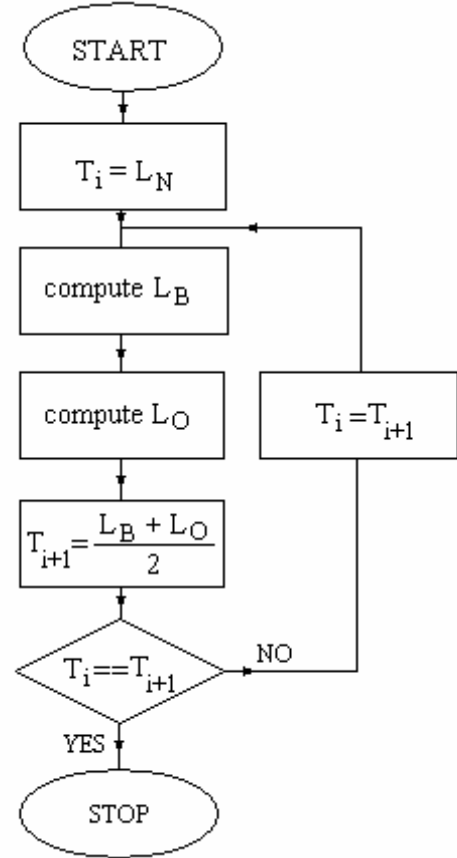 START
T_i = L_N
compute L_B
compute L_O
T_i = T_{i+1}
T_{i+1} = \frac{L_B + L_O}{2}
T_i == T_{i+1}
NO
YES
STOP